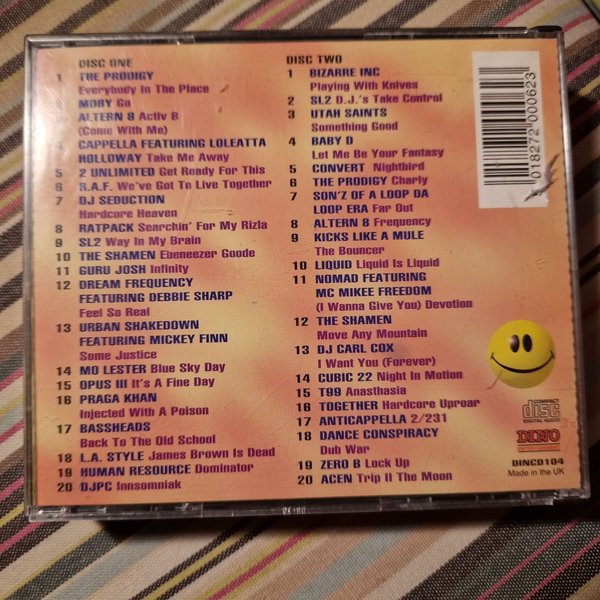 DISC ONE
1 THE PRODIGY
Everybody In The Place
2 MOBY Go
ALTERN 8 Activ 8
(Come With Me)
4 CAPPELLA FEATURING LOLEATTA
HOLLOWAY Take Me Away
5 2 UNLIMITED Get Ready For This
6 R.A.F. We've Got To Live Together
7 DJ SEDUCTION
Hardcore Heaven
8 RATPACK Searchin' For My Rizla
9 SL2 Way In My Brain
10 THE SHAMEN Ebeneezer Goode
11 GURU JOSH Infinity
12 DREAM FREQUENCY
FEATURING DEBBIE SHARP
Feel So Real
13 URBAN SHAKEDOWN
FEATURING MICKEY FINN
Some Justice
14 MO LESTER Blue Sky Day
15 OPUS III It's A Fine Day
16 PRAGA KHAN
Injected With A Poison
17 BASSHEADS
Back To The Old School
18 L.A. STYLE James Brown Is Dead
19 HUMAN RESOURCE Dominator
20 DJPC Innsomniak
DISC TWO
1 BIZARRE INC
Playing With Knives
2 SL2 D.J.'s Take Control
3 UTAH SAINTS
Something Good
4 BABY D
Let Me Be Your Fantasy
5 CONVERT Nightbird
6 THE PRODIGY Charly
7 SON'Z OF A LOOP DA
LOOP ERA Far Out
8 ALTERN 8 Frequency
9 KICKS LIKE A MULE
The Bouncer
10 LIQUID Liquid Is Liquid
11 NOMAD FEATURING
MC MIKEE FREEDOM
(I Wanna Give You) Devotion
12 THE SHAMEN
Move Any Mountain
13 DJ CARL COX
I Want You (Forever)
14 CUBIC 22 Night In Motion
15 T99 Anasthasia
16 TOGETHER Hardcore Uproar
17 ANTICAPPELLA 2/231
18 DANCE CONSPIRACY
Dub War
19 ZERO B Lock Up
20 ACEN Trip II The Moon
5 018272 000623
COMPACT
disc
DIGITAL AUDIO
DINO
ENTERTAINMENT
DINCD104
Made in the UK